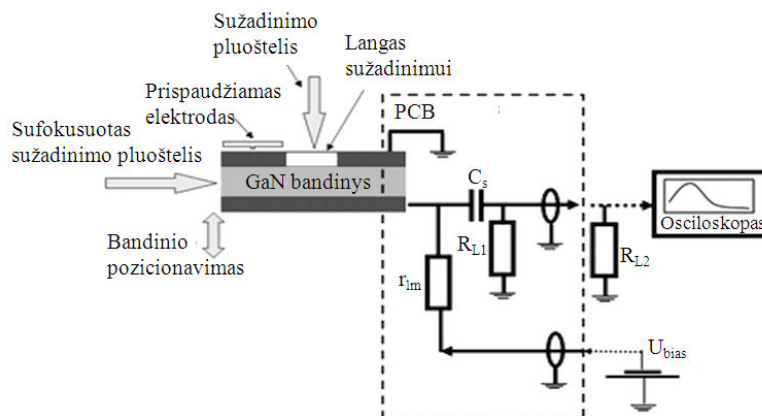 Sužadinimo
pluoštelis
Langas
sužadinimui
Prispaudžiamas
elektrodas
PCB
Sufokusuotas
sužadinimo pluoštelis
GaN bandinys
Cs
Osciloskopas
Bandinio
pozicionavimas
RL1
RL2
rlm
Ubias